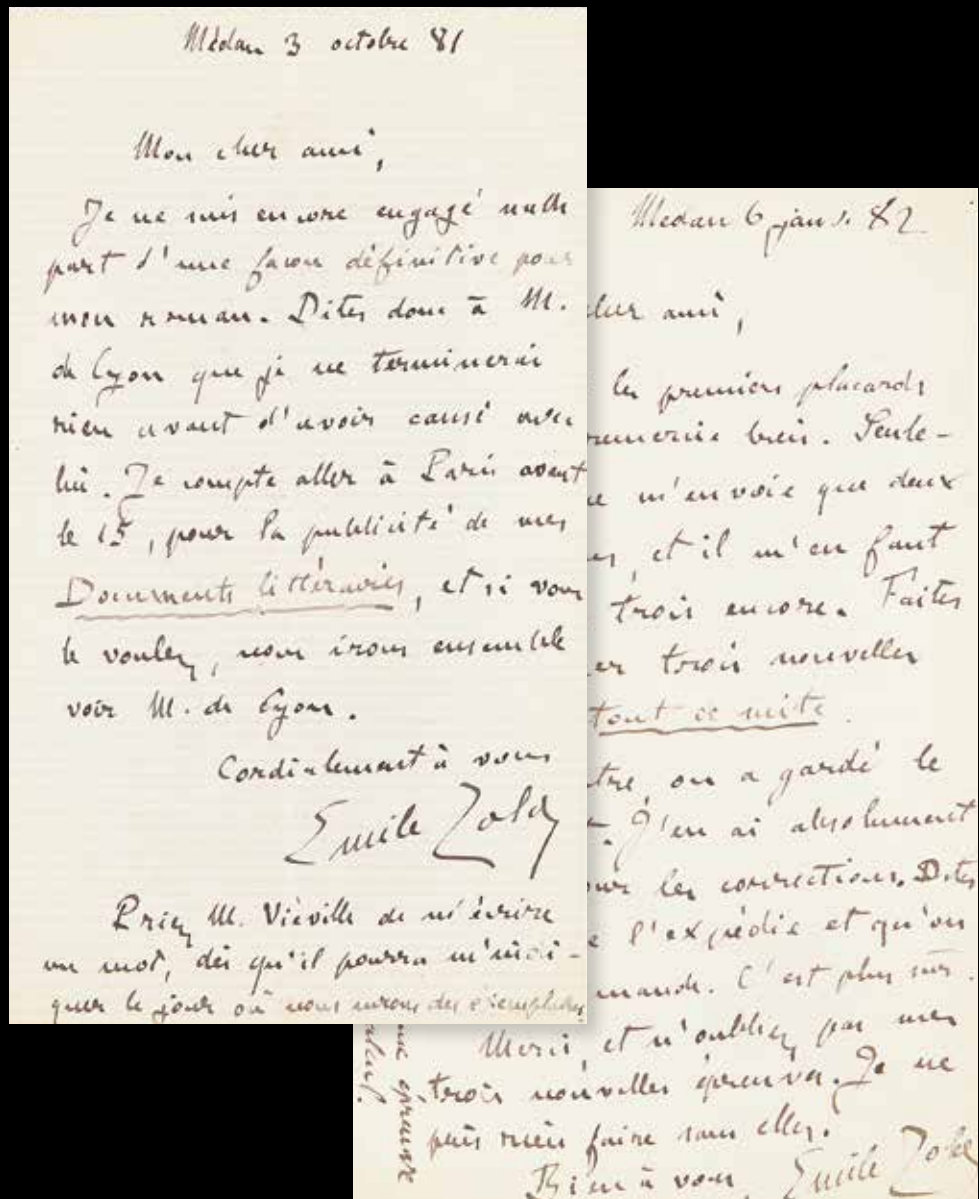 Médan 3 octobre 81
Mon cher ami,
Je ne suis encore engagé nulle
part d'une façon définitive pour
mon roman. Dites donc à M.
de Cyon que je ne terminerai
rien avant d'avoir causé avec
lui. Je compte aller à Paris avant
le 15, pour la publicité de mes
Documents littéraires, et si vous
le voulez, nous irons ensemble
voir M. de Cyon.
Cordialement à vous
Emile Zola
Priez M. Viéville de m'écrire
un mot, dès qu'il pourra m'indi-
quer le jour où nous aurons des exemplaires
Médan 6 janv. 82
cher ami,
les premiers placards
bien. Seule-
m'envoie que deux
et il m'en faut
trois encore. Faites
trois nouvelles
tout de suite.
on a gardé le
J'en ai absolument
les corrections. Dites
l'expédie et qu'on
C'est plus sûr.
Merci, et n'oubliez pas mes
trois nouvelles épreuves. Je ne
puis rien faire sans elles.
Bien à vous
Emile Zola
épreuve